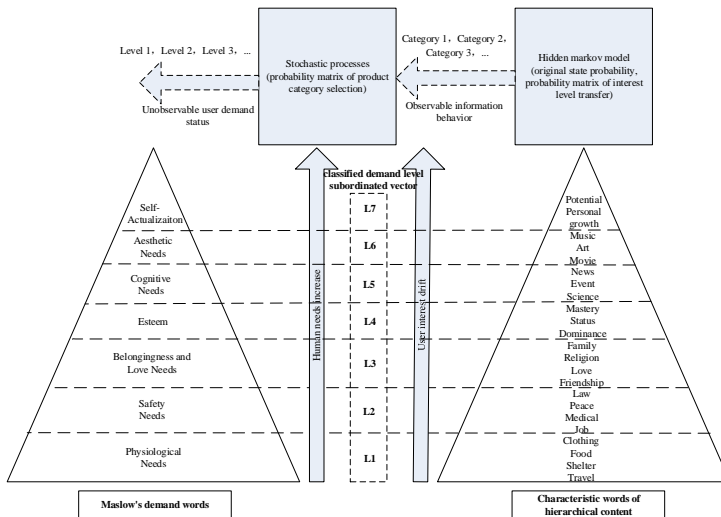 Level 1，Level 2，Level 3，...
Unobservable user demand
status
Stochastic processes
(probability matrix of product
category selection)
Category 1，Category 2，
Category 3，...
Observable information
behavior
Hidden markov model
(original state probability,
probability matrix of interest
level transfer)
classified demand level
subordinated vector
Self-
Actualizaiton
Aesthetic
Needs
Cognitive
Needs
Esteem
Belongingness and
Love Needs
Safety
Needs
Physiological
Needs
Human needs increase
L7
L6
L5
L4
L3
L2
L1
User interest drift
Potential
Personal
growth
Music
Art
Movie
News
Event
Science
Mastery
Status
Dominance
Family
Religion
Love
Friendship
Law
Peace
Medical
Job
Clothing
Food
Shelter
Travel
Maslow's demand words
Characteristic words of
hierarchical content